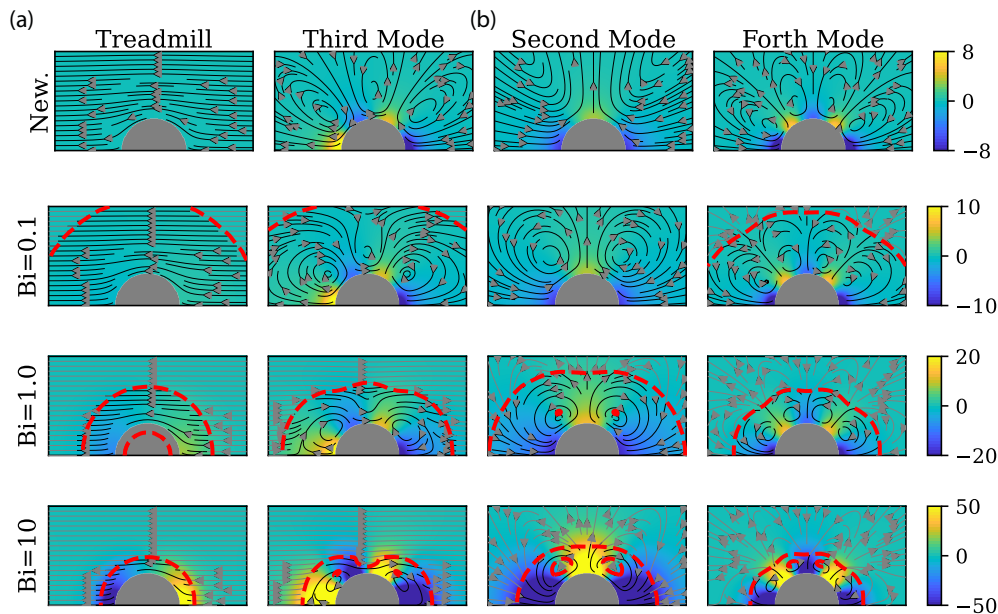 (a) (b)
Treadmill Third Mode Second Mode Forth Mode
New.
8
0
−8
Bi=0.1
10
0
−10
Bi=1.0
20
0
−20
Bi=10
50
0
−50